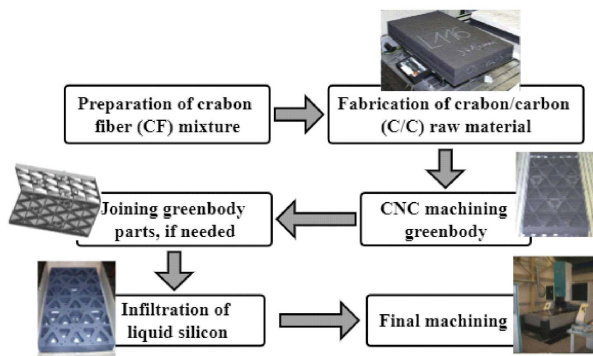 Preparation of crabon
fiber (CF) mixture
Fabrication of crabon/carbon
(C/C) raw material
CNC machining
greenbody
Joining greenbody
parts, if needed
Infiltration of
liquid silicon
Final machining